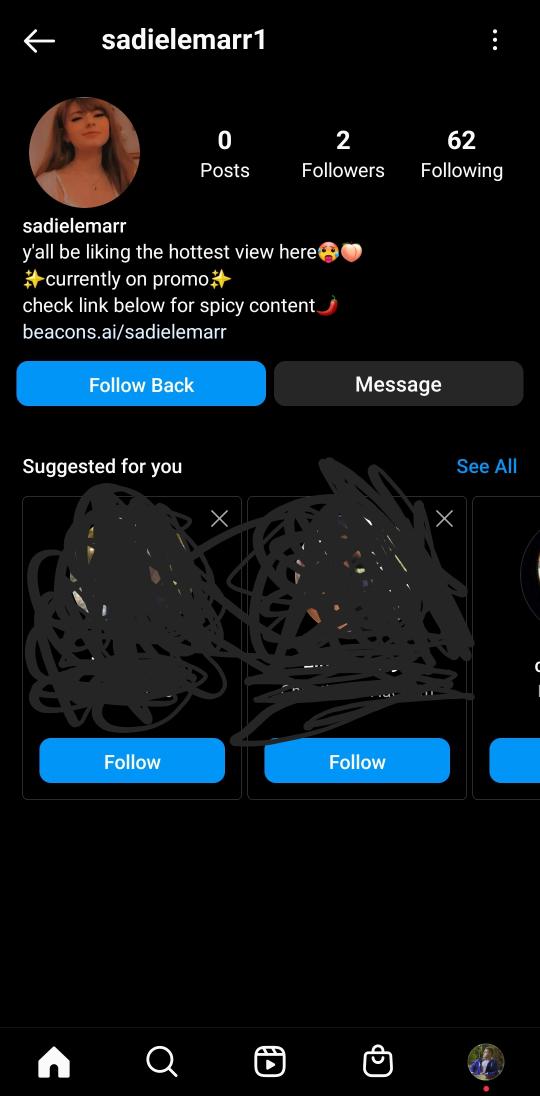 sadielemarr1
0 2 62
Posts Followers Following
sadielemarr
y'all be liking the hottest view here🥵🍑
✨currently on promo✨
check link below for spicy content🌶️
beacons.ai/sadielemarr
Follow Back Message
Suggested for you See All
Follow Follow